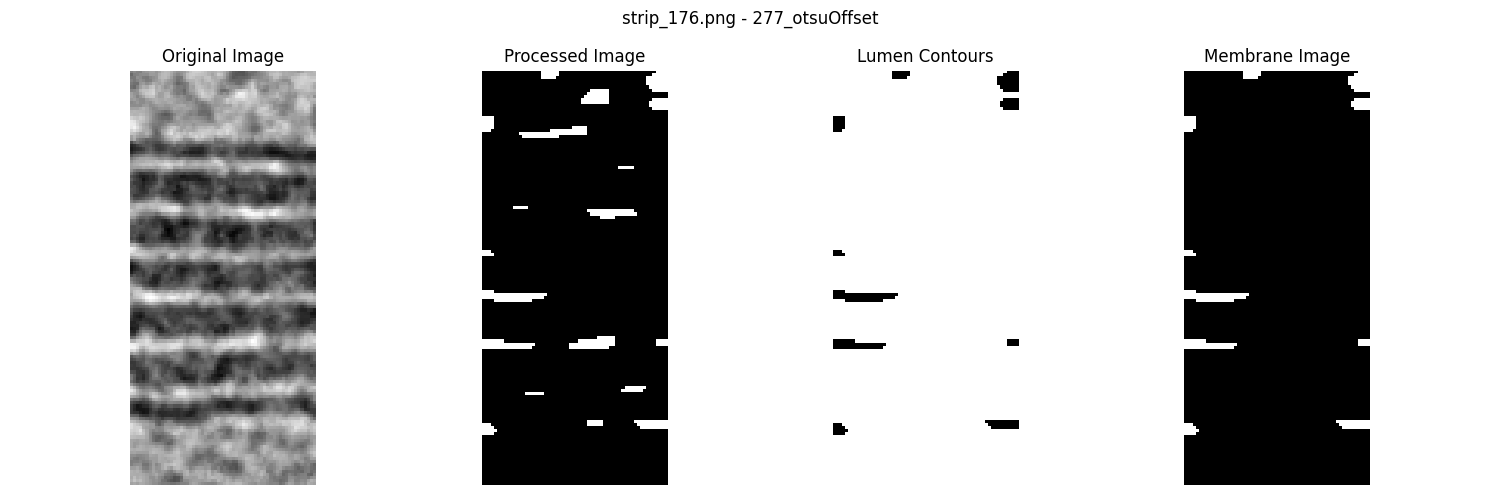 strip_176.png - 277_otsuOffset
Original Image
Processed Image
Lumen Contours
Membrane Image